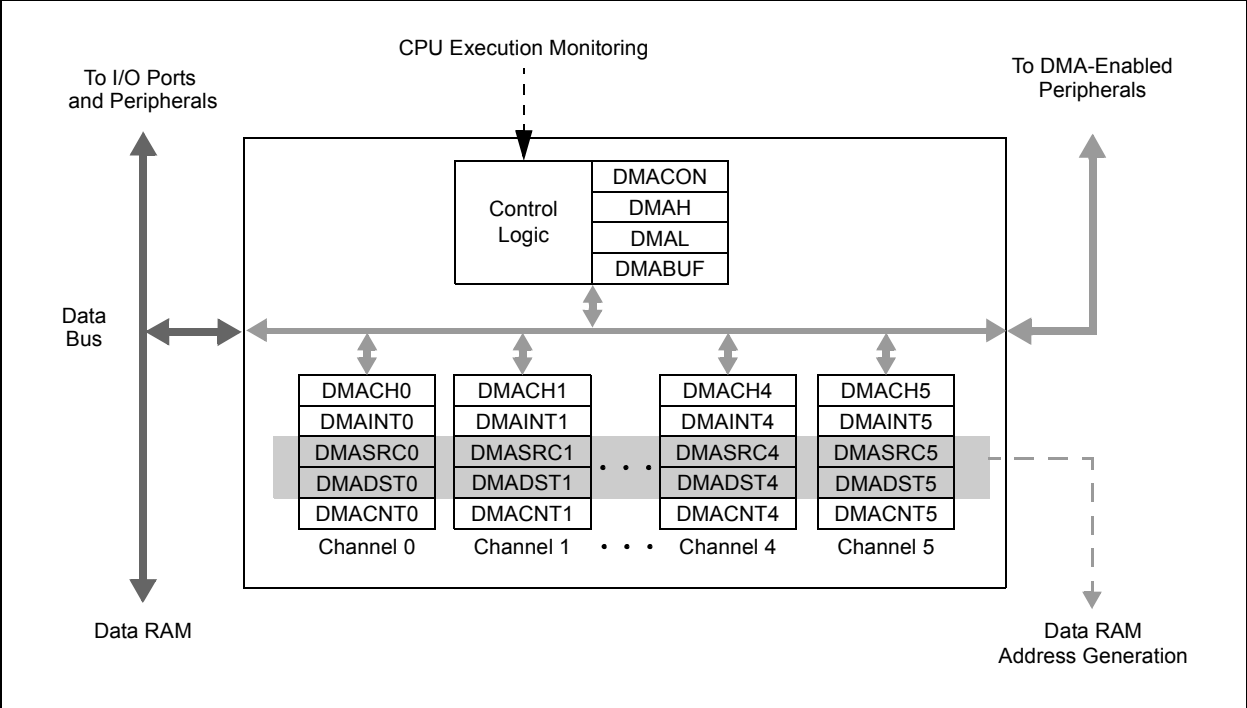 CPU Execution Monitoring
To I/O Ports
and Peripherals
To DMA-Enabled
Peripherals
Control
Logic
DMACON
DMAH
DMAL
DMABUF
Data
Bus
DMACH0
DMAINT0
DMASRC0
DMADST0
DMACNT0
Channel 0
DMACH1
DMAINT1
DMASRC1
DMADST1
DMACNT1
Channel 1
. . .
. . .
DMACH4
DMAINT4
DMASRC4
DMADST4
DMACNT4
Channel 4
DMACH5
DMAINT5
DMASRC5
DMADST5
DMACNT5
Channel 5
Data RAM
Data RAM
Address Generation